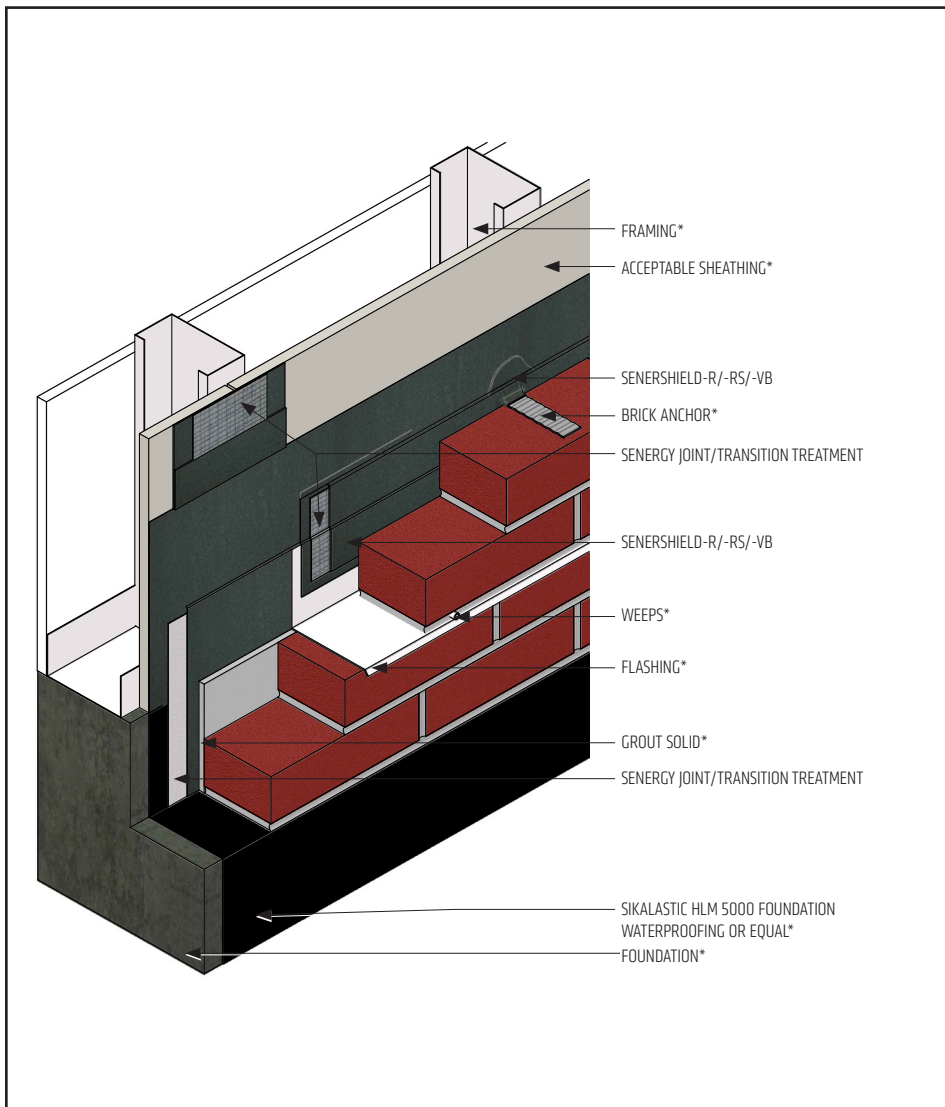 FRAMING*
ACCEPTABLE SHEATHING*
SENERSHIELD-R/-RS/-VB
BRICK ANCHOR*
SENERGY JOINT/TRANSITION TREATMENT
SENERSHIELD-R/-RS/-VB
WEEPS*
FLASHING*
GROUT SOLID*
SENERGY JOINT/TRANSITION TREATMENT
SIKALASTIC HLM 5000 FOUNDATION
WATERPROOFING OR EQUAL*
FOUNDATION*